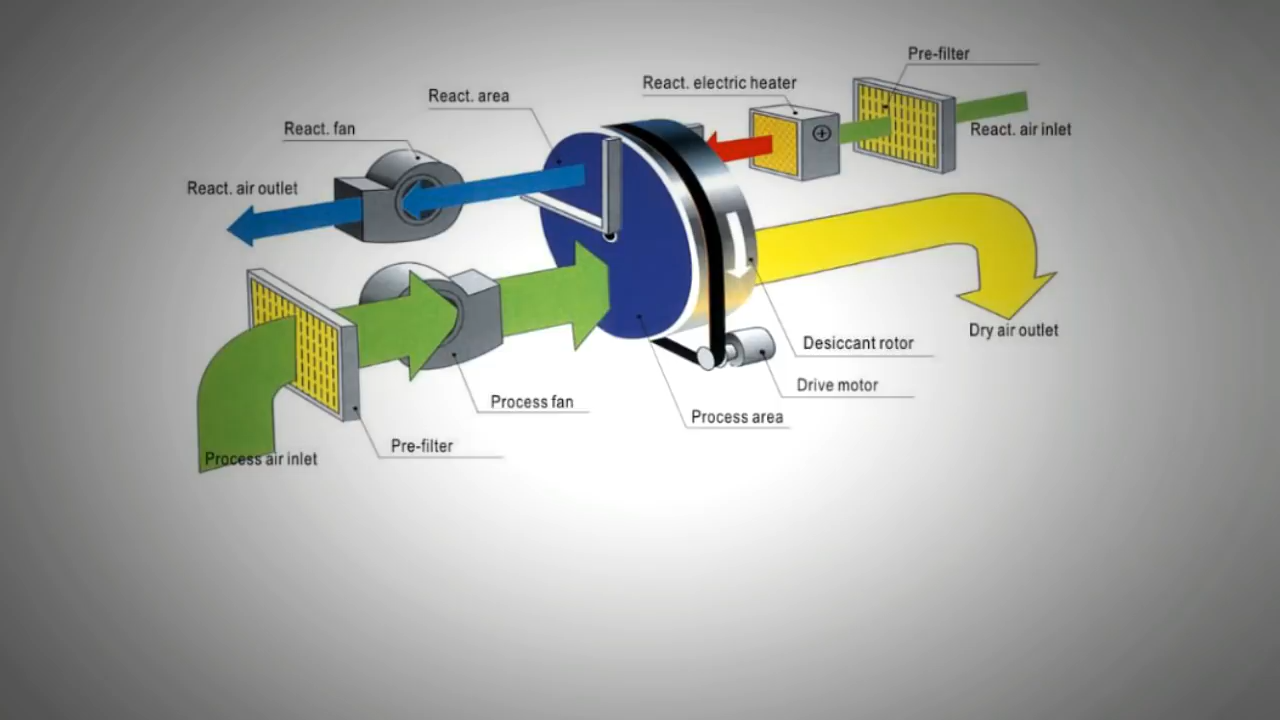 Pre-filter
React. electric heater
React. area
React. fan
React. air inlet
React. air outlet
Dry air outlet
Desiccant rotor
Drive motor
Process fan
Process area
Pre-filter
Process air inlet